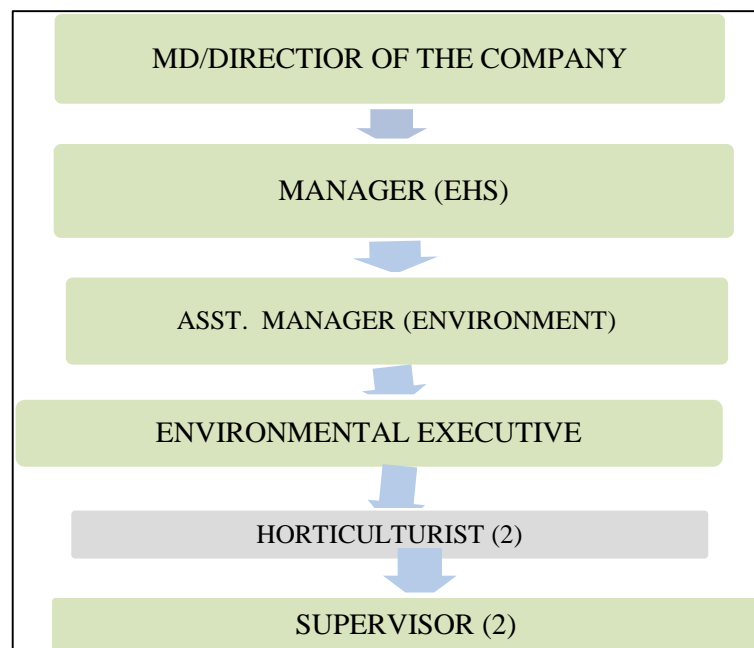 MD/DIRECTIOR OF THE COMPANY
MANAGER (EHS)
ASST. MANAGER (ENVIRONMENT)
ENVIRONMENTAL EXECUTIVE
HORTICULTURIST (2)
SUPERVISOR (2)